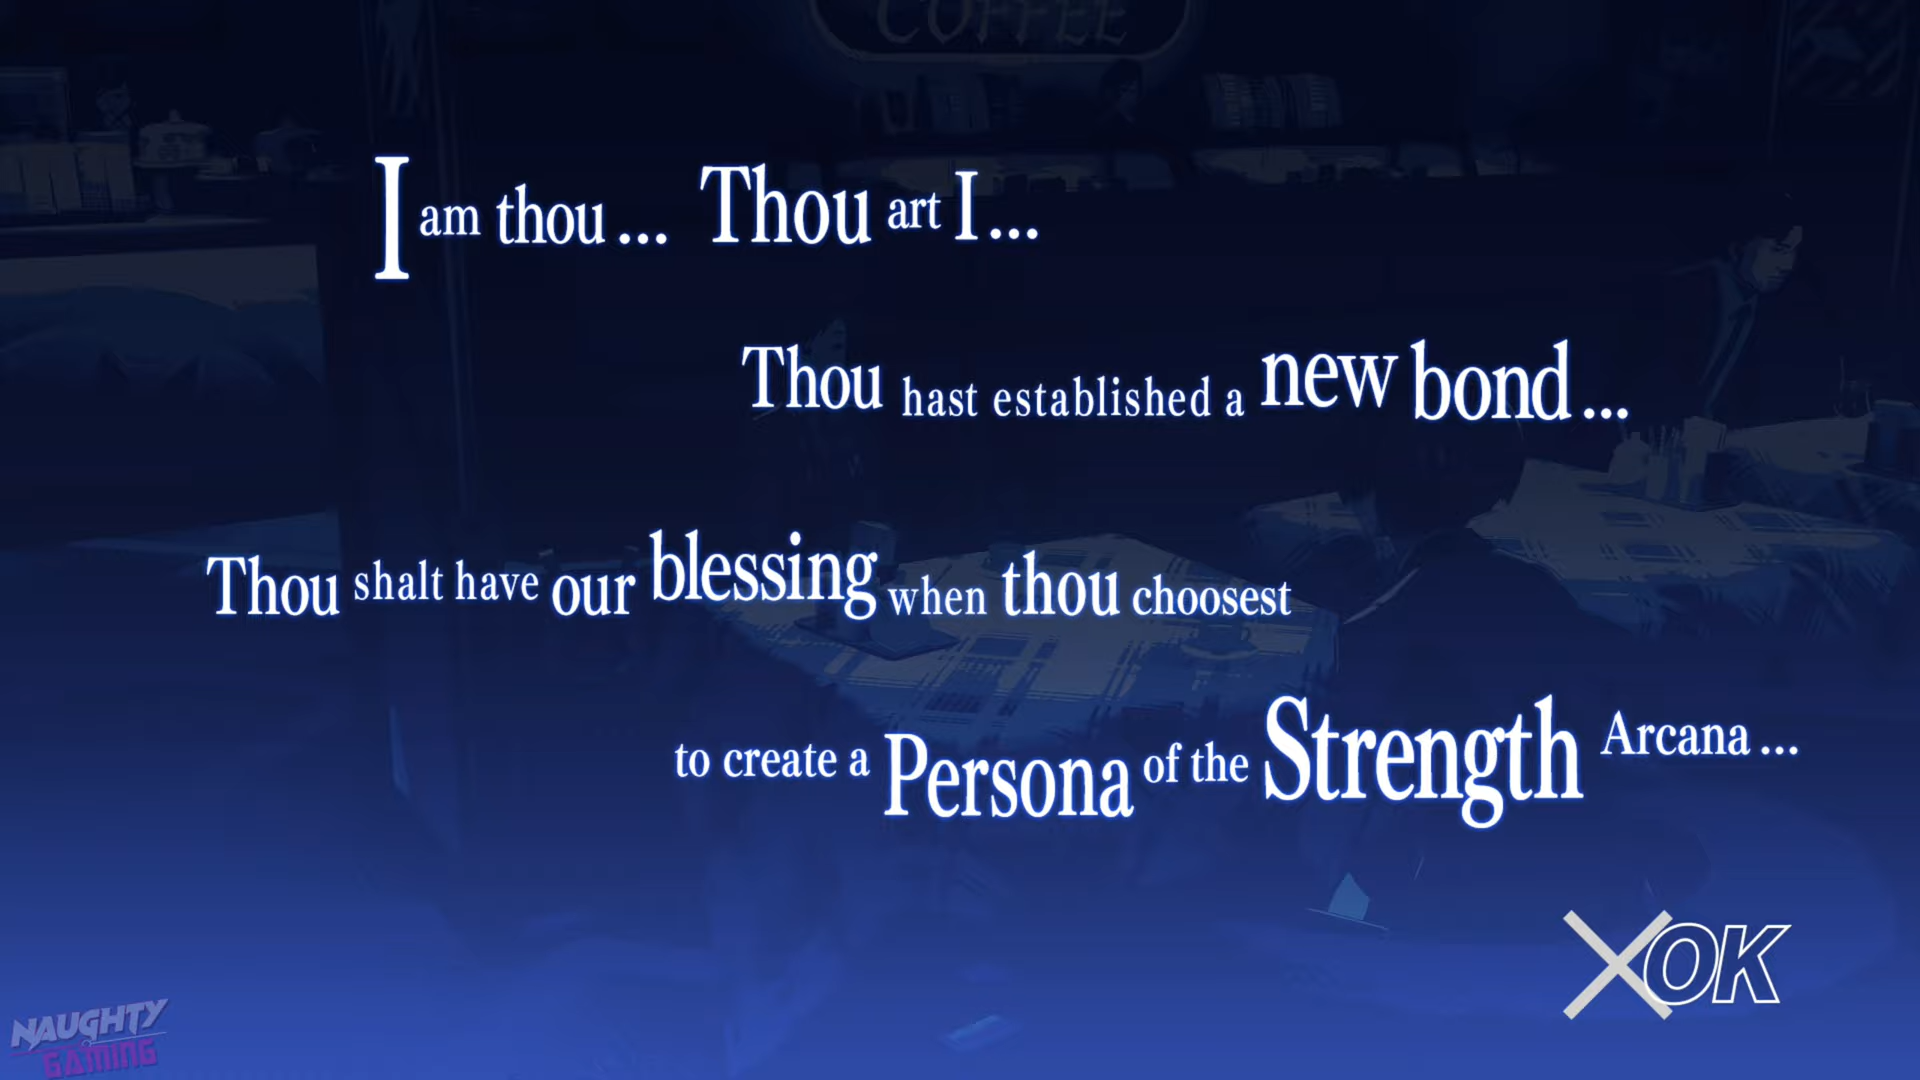 COFFEE
I am thou... Thou art I...
Thou hast established a new bond...
Thou shalt have our blessing when thou choosest
to create a Persona of the Strength Arcana...
OK
NAUGHTY
GAMING